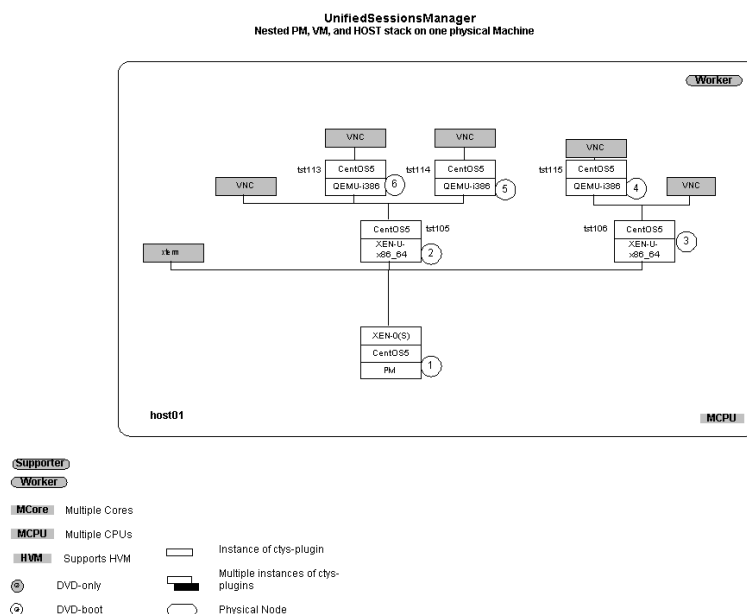 UnifiedSessionsManager
Nested PM, VM, and HOST stack on one physical Machine
Worker
VNC
VNC
VNC
tst113
CentOS5
tst114
CentOS5
tst115
CentOS5
VNC
QEMU-i386
6
QEMU-i386
5
QEMU-i386
4
VNC
CentOS5
tst105
tst106
CentOS5
xterm
XEN-U-
x86_64
2
XEN-U-
x86_64
3
XEN-0(S)
CentOS5
PM
1
host01
MCPU
Supporter
Worker
MCore Multiple Cores
MCPU Multiple CPUs
HVM Supports HVM
Instance of ctys-plugin
DVD-only
Multiple instances of ctys-
plugins
DVD-boot
Physical Node